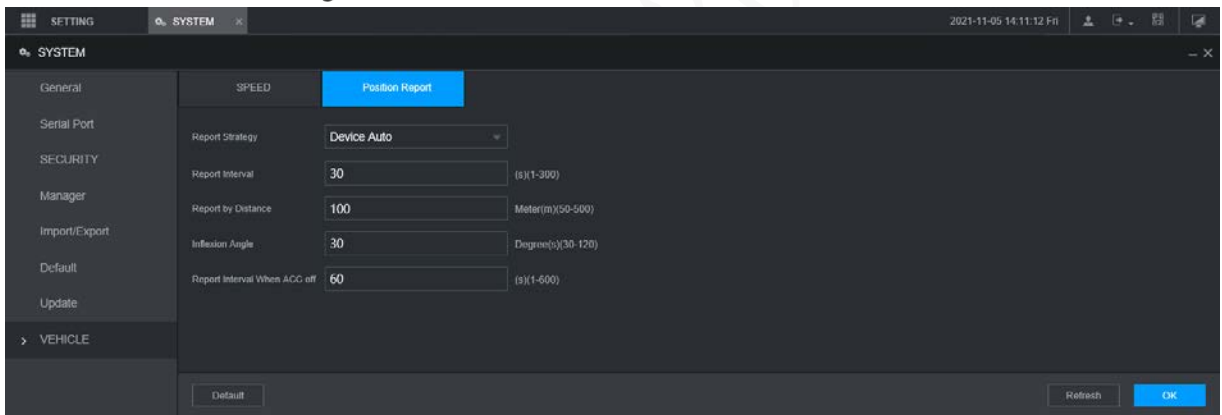 SETTING SYSTEM × 2021-11-05 14:11:12 Fri
SYSTEM
General
Serial Port
SECURITY
Manager
Import/Export
Default
Update
VEHICLE
SPEED Position Report
Report Strategy Device Auto
Report Interval 30 (s)(1-300)
Report by Distance 100 Meter(m)(50-500)
Inflexion Angle 30 Degree(s)(30-120)
Report Interval When ACC off 60 (s)(1-600)
Default Refresh OK